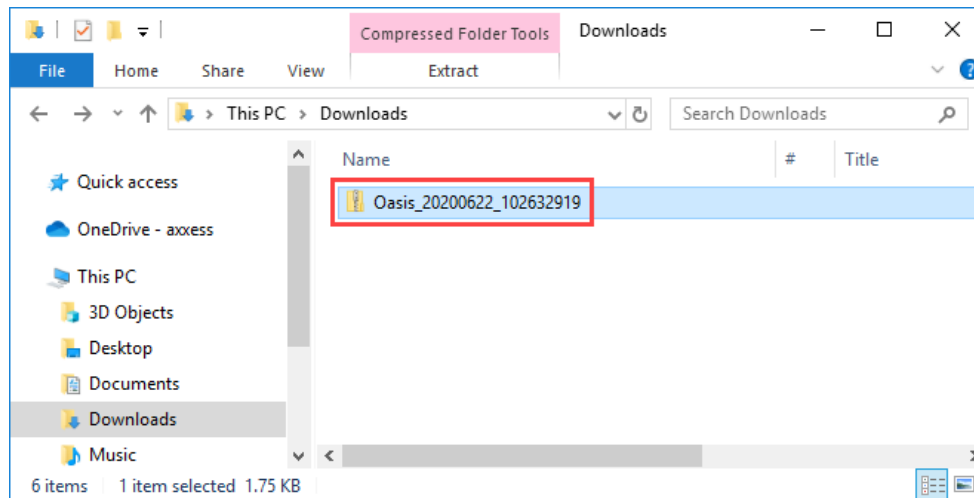 Compressed Folder Tools Downloads
File Home Share View Extract ?
This PC > Downloads Search Downloads
Name # Title
Quick access
Oasis_20200622_102632919
OneDrive - axxess
This PC
3D Objects
Desktop
Documents
Downloads
Music
6 items 1 item selected 1.75 KB